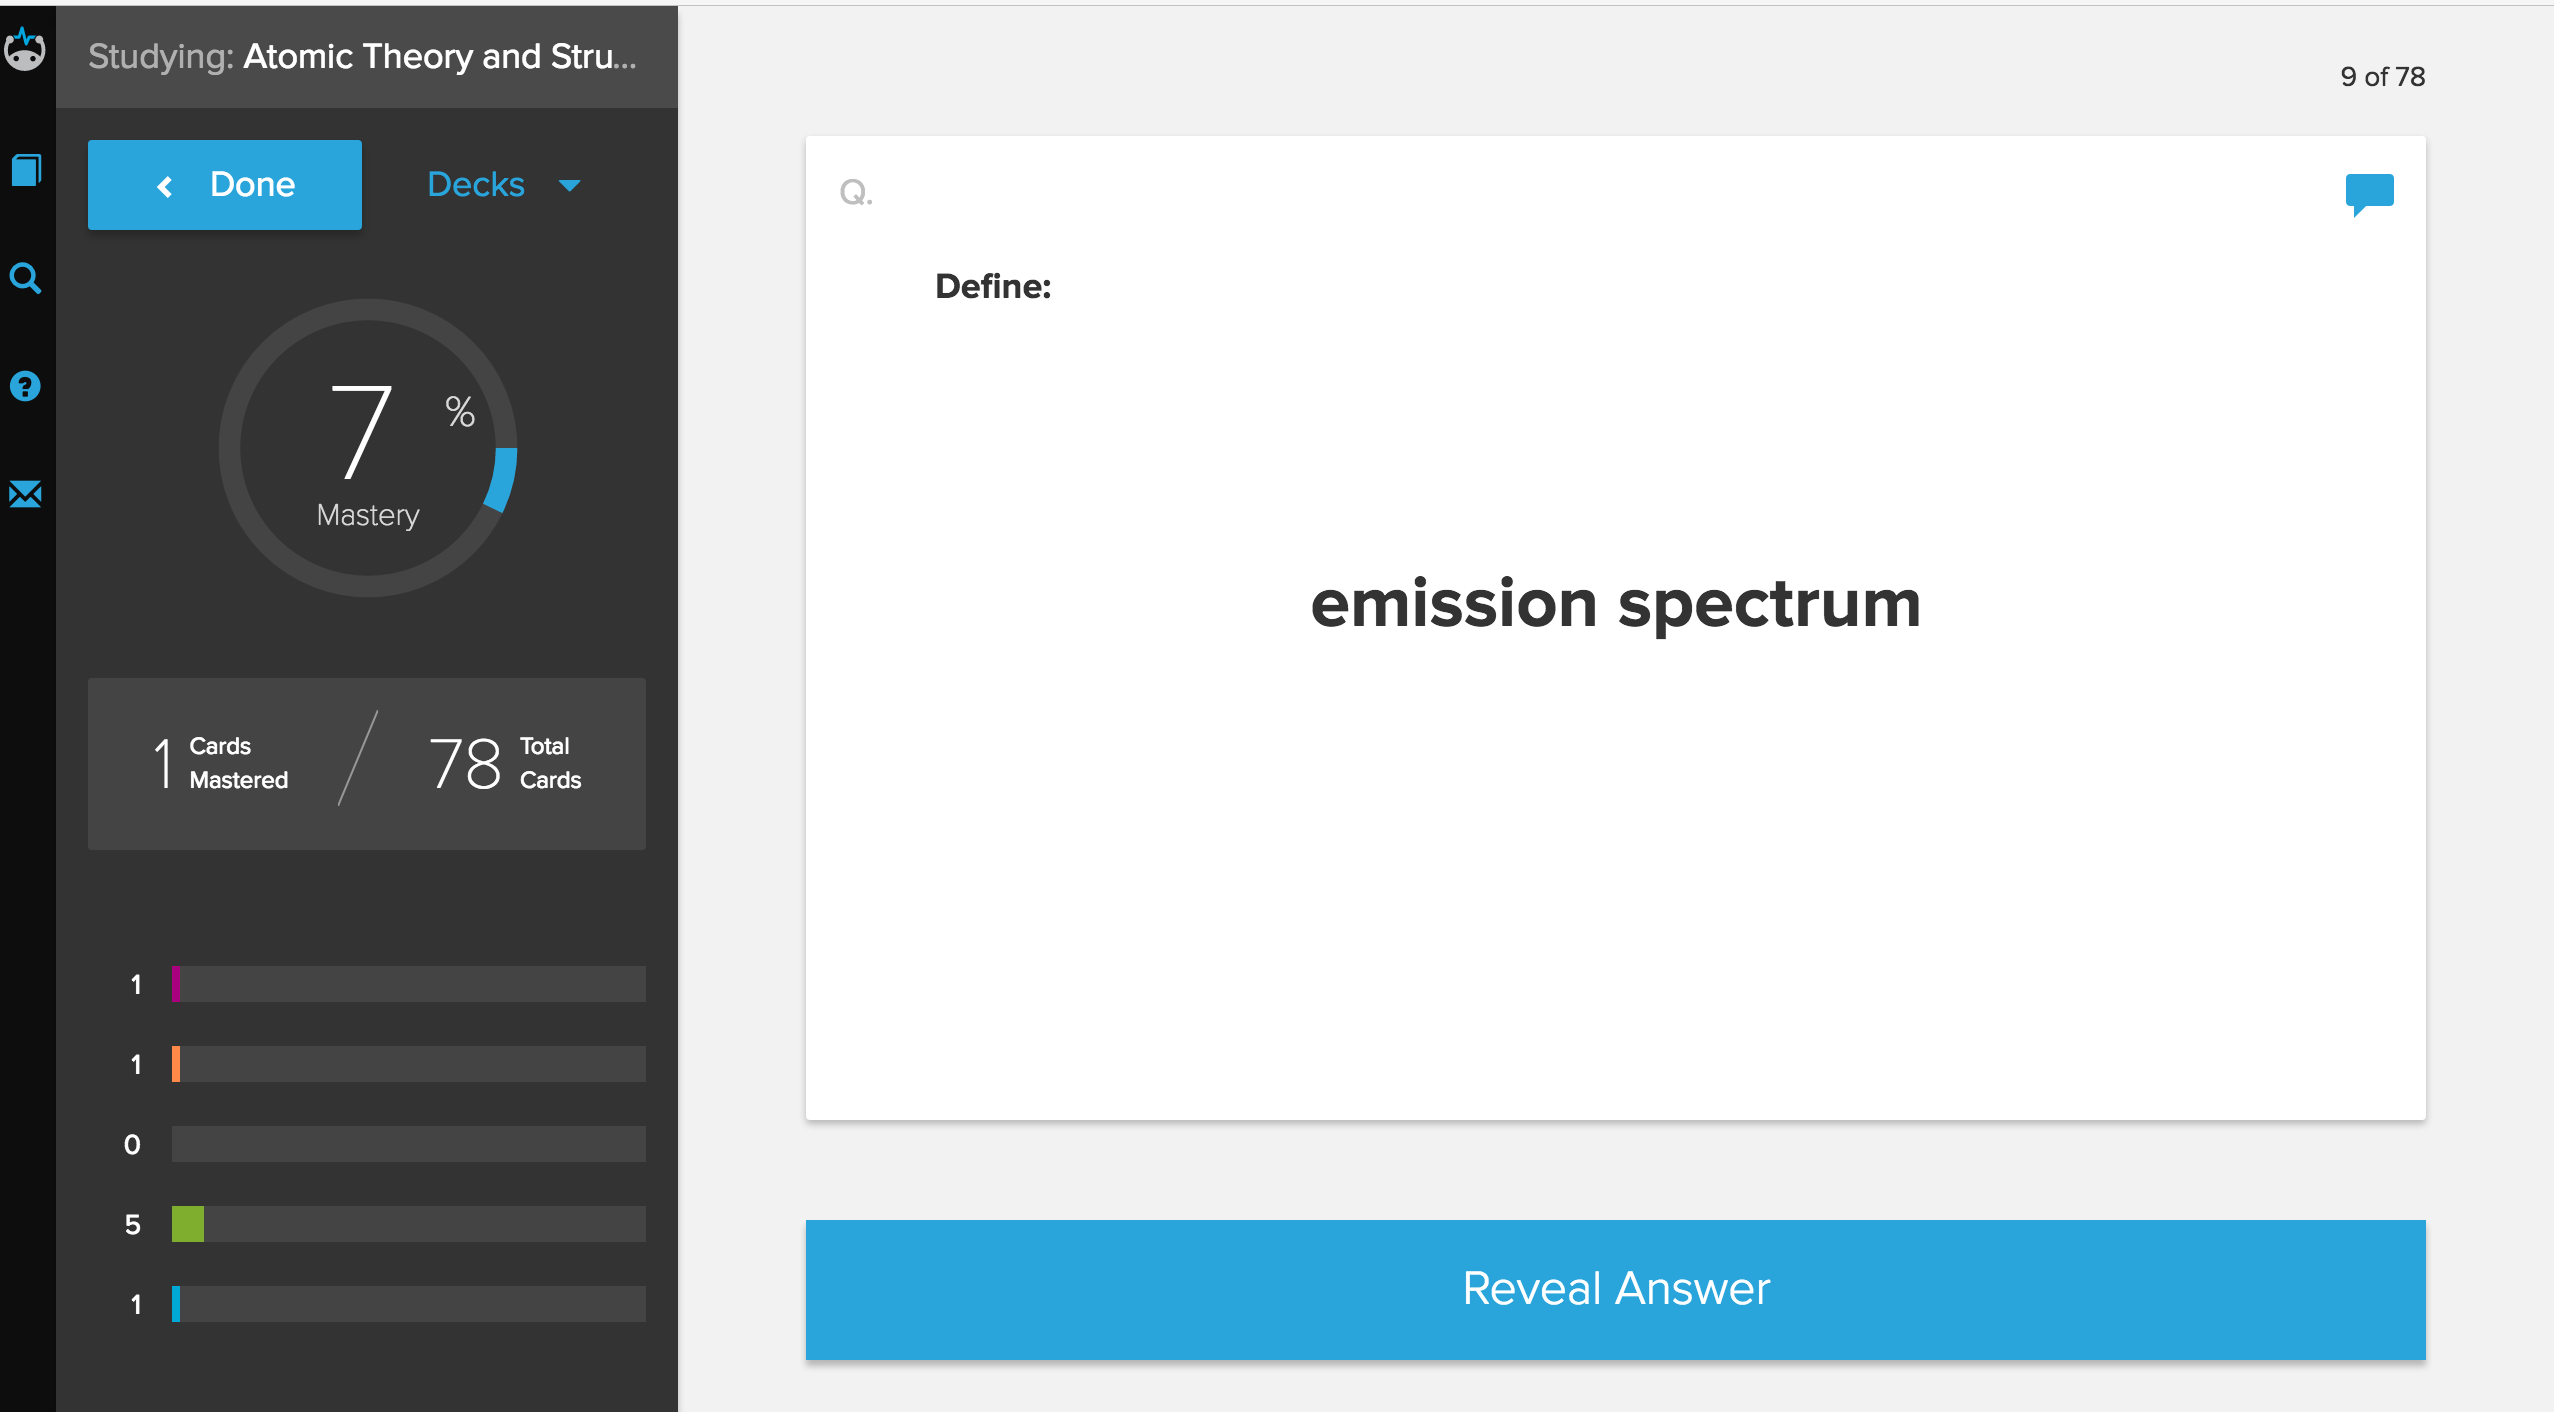 Studying: Atomic Theory and Stru...
Done
Decks
7 %
Mastery
1 Cards Mastered
78 Total Cards
1
1
0
5
1
9 of 78
Q.
Define:
emission spectrum
Reveal Answer